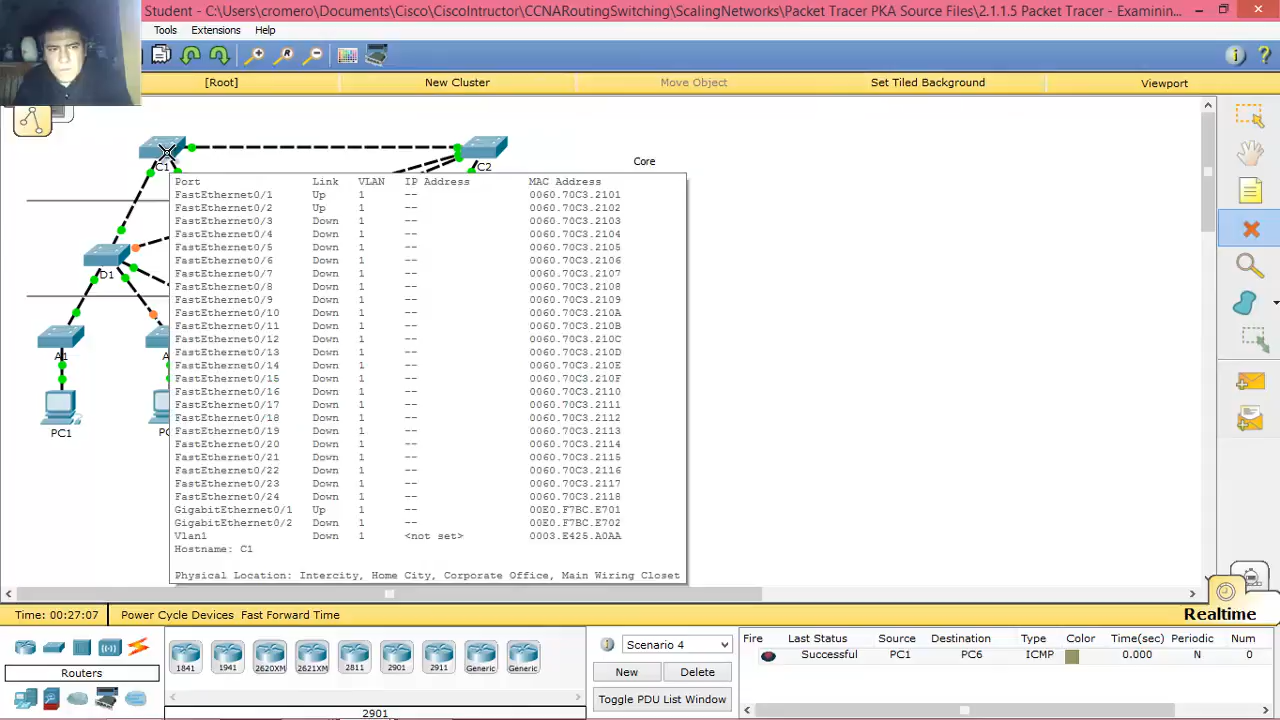 Student - C:\Users\cromero\Documents\Cisco\CiscoIntructor\CCNARoutingSwitching\ScalingNetworks\Packet Tracer PKA Source Files\2.1.1.5 Packet Tracer - Examinin...
Tools Extensions Help
[Root] New Cluster Move Object Set Tiled Background Viewport
C1 C2 Core
Port Link VLAN IP Address MAC Address
FastEthernet0/1 Up 1 -- 0060.70C3.2101
FastEthernet0/2 Up 1 -- 0060.70C3.2102
FastEthernet0/3 Down 1 -- 0060.70C3.2103
FastEthernet0/4 Down 1 -- 0060.70C3.2104
FastEthernet0/5 Down 1 -- 0060.70C3.2105
FastEthernet0/6 Down 1 -- 0060.70C3.2106
FastEthernet0/7 Down 1 -- 0060.70C3.2107
FastEthernet0/8 Down 1 -- 0060.70C3.2108
FastEthernet0/9 Down 1 -- 0060.70C3.2109
FastEthernet0/10 Down 1 -- 0060.70C3.210A
FastEthernet0/11 Down 1 -- 0060.70C3.210B
FastEthernet0/12 Down 1 -- 0060.70C3.210C
FastEthernet0/13 Down 1 -- 0060.70C3.210D
FastEthernet0/14 Down 1 -- 0060.70C3.210E
FastEthernet0/15 Down 1 -- 0060.70C3.210F
FastEthernet0/16 Down 1 -- 0060.70C3.2110
FastEthernet0/17 Down 1 -- 0060.70C3.2111
FastEthernet0/18 Down 1 -- 0060.70C3.2112
FastEthernet0/19 Down 1 -- 0060.70C3.2113
FastEthernet0/20 Down 1 -- 0060.70C3.2114
FastEthernet0/21 Down 1 -- 0060.70C3.2115
FastEthernet0/22 Down 1 -- 0060.70C3.2116
FastEthernet0/23 Down 1 -- 0060.70C3.2117
FastEthernet0/24 Down 1 -- 0060.70C3.2118
GigabitEthernet0/1 Up 1 -- 00E0.F7BC.E701
GigabitEthernet0/2 Down 1 -- 00E0.F7BC.E702
Vlan1 Down 1 <not set> 0003.E425.A0AA
Hostname: C1
Physical Location: Intercity, Home City, Corporate Office, Main Wiring Closet
D1
A1
PC1
Time: 00:27:07 Power Cycle Devices Fast Forward Time
Realtime
Routers
1841 1941 2620XM 2621XM 2811 2901 2911 Generic Generic
2901
Scenario 4
New Delete
Toggle PDU List Window
Fire Last Status Source Destination Type Color Time(sec) Periodic Num
Successful PC1 PC6 ICMP 0.000 N 0